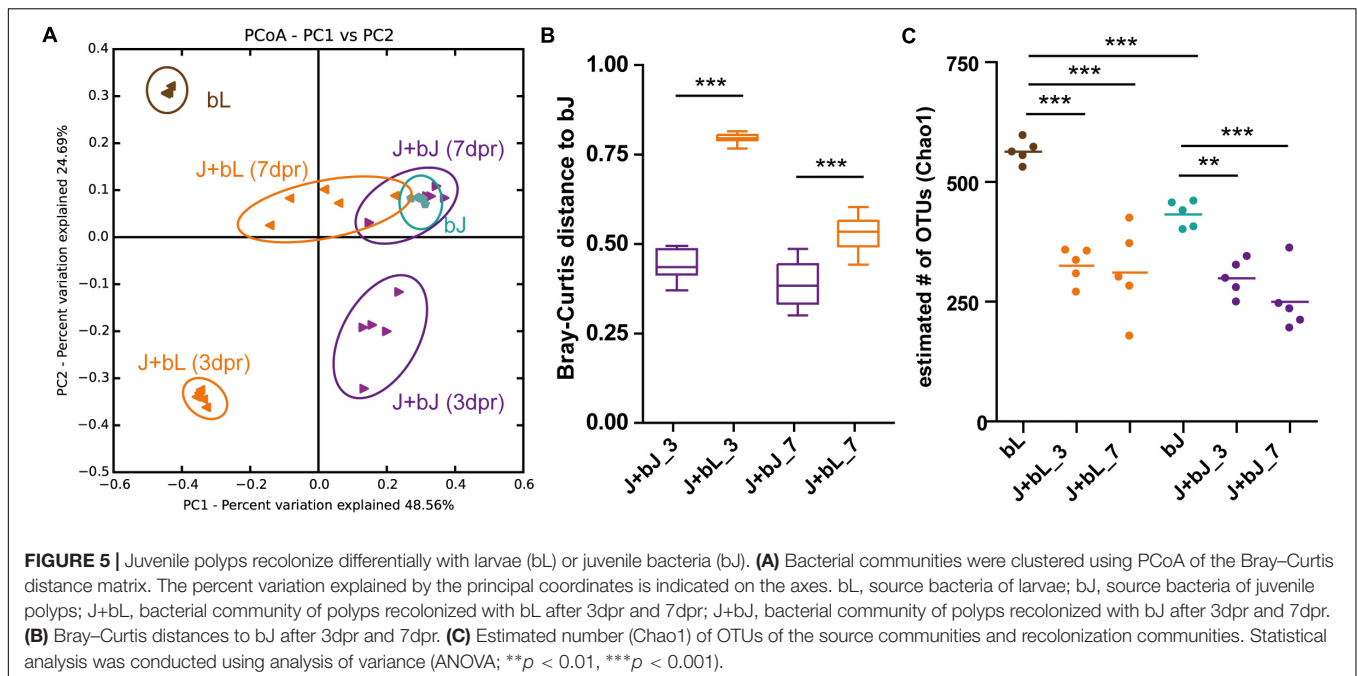 A
PCoA - PC1 vs PC2
0.4
0.3
0.2
0.1
0.0
−0.1
−0.2
−0.3
−0.4
−0.5
PC2 - Percent variation explained 24.69%
bL
J+bL (7dpr)
J+bJ (7dpr)
bJ
J+bL (3dpr)
J+bJ (3dpr)
−0.6
−0.4
−0.2
0.0
0.2
0.4
0.6
PC1 - Percent variation explained 48.56%
B
Bray-Curtis distance to bJ
1.00
0.75
0.50
0.25
0.00
***
***
J+bJ_3
J+bL_3
J+bJ_7
J+bL_7
C
estimated # of OTUs (Chao1)
750
500
250
0
***
***
***
***
**
bL
J+bL_3
J+bL_7
bJ
J+bJ_3
J+bJ_7
FIGURE 5 | Juvenile polyps recolonize differentially with larvae (bL) or juvenile bacteria (bJ). (A) Bacterial communities were clustered using PCoA of the Bray–Curtis
distance matrix. The percent variation explained by the principal coordinates is indicated on the axes. bL, source bacteria of larvae; bJ, source bacteria of juvenile
polyps; J+bL, bacterial community of polyps recolonized with bL after 3dpr and 7dpr; J+bJ, bacterial community of polyps recolonized with bJ after 3dpr and 7dpr.
(B) Bray–Curtis distances to bJ after 3dpr and 7dpr. (C) Estimated number (Chao1) of OTUs of the source communities and recolonization communities. Statistical
analysis was conducted using analysis of variance (ANOVA; **p < 0.01, ***p < 0.001).